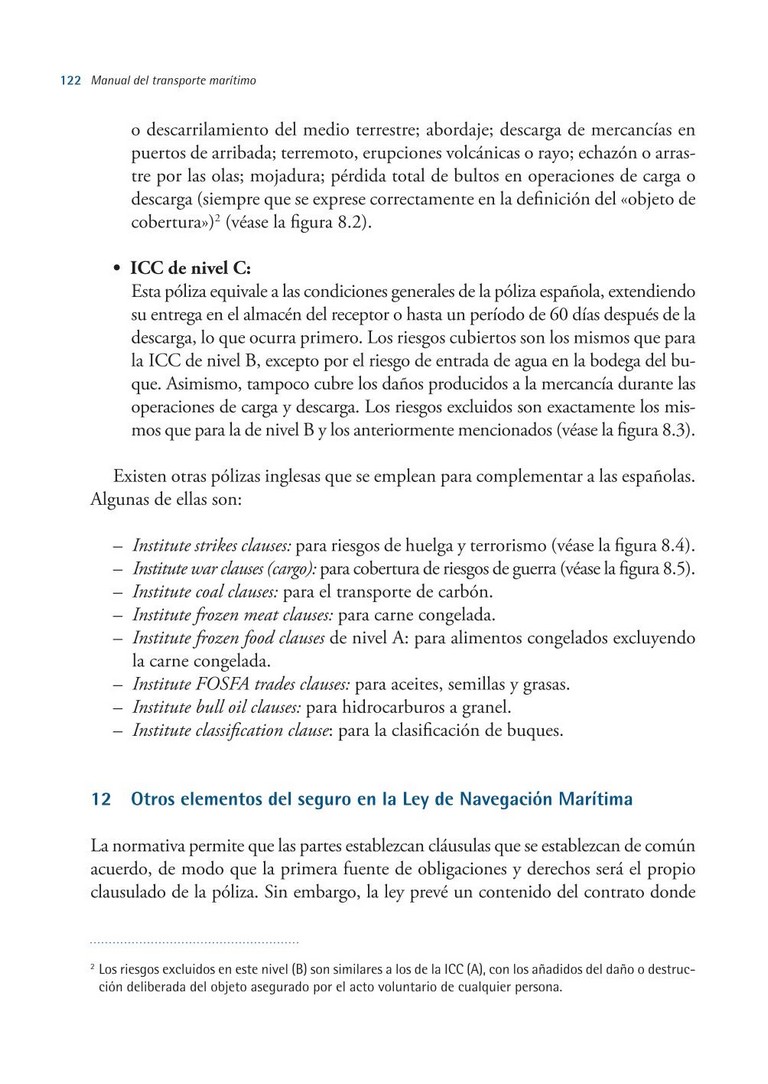 122 Manual del transporte marítimo
o descarrilamiento del medio terrestre; abordaje; descarga de mercancías en
puertos de arribada; terremoto, erupciones volcánicas o rayo; echazón o arras-
tre por las olas; mojadura; pérdida total de bultos en operaciones de carga o
descarga (siempre que se exprese correctamente en la definición del «objeto de
cobertura»)² (véase la figura 8.2).
• ICC de nivel C:
Esta póliza equivale a las condiciones generales de la póliza española, extendiendo
su entrega en el almacén del receptor o hasta un período de 60 días después de la
descarga, lo que ocurra primero. Los riesgos cubiertos son los mismos que para
la ICC de nivel B, excepto por el riesgo de entrada de agua en la bodega del bu-
que. Asimismo, tampoco cubre los daños producidos a la mercancía durante las
operaciones de carga y descarga. Los riesgos excluidos son exactamente los mis-
mos que para la de nivel B y los anteriormente mencionados (véase la figura 8.3).
Existen otras pólizas inglesas que se emplean para complementar a las españolas.
Algunas de ellas son:
– Institute strikes clauses: para riesgos de huelga y terrorismo (véase la figura 8.4).
– Institute war clauses (cargo): para cobertura de riesgos de guerra (véase la figura 8.5).
– Institute coal clauses: para el transporte de carbón.
– Institute frozen meat clauses: para carne congelada.
– Institute frozen food clauses de nivel A: para alimentos congelados excluyendo
la carne congelada.
– Institute FOSFA trades clauses: para aceites, semillas y grasas.
– Institute bull oil clauses: para hidrocarburos a granel.
– Institute classification clause: para la clasificación de buques.
12 Otros elementos del seguro en la Ley de Navegación Marítima
La normativa permite que las partes establezcan cláusulas que se establezcan de común
acuerdo, de modo que la primera fuente de obligaciones y derechos será el propio
clausulado de la póliza. Sin embargo, la ley prevé un contenido del contrato donde
² Los riesgos excluidos en este nivel (B) son similares a los de la ICC (A), con los añadidos del daño o destruc-
ción deliberada del objeto asegurado por el acto voluntario de cualquier persona.